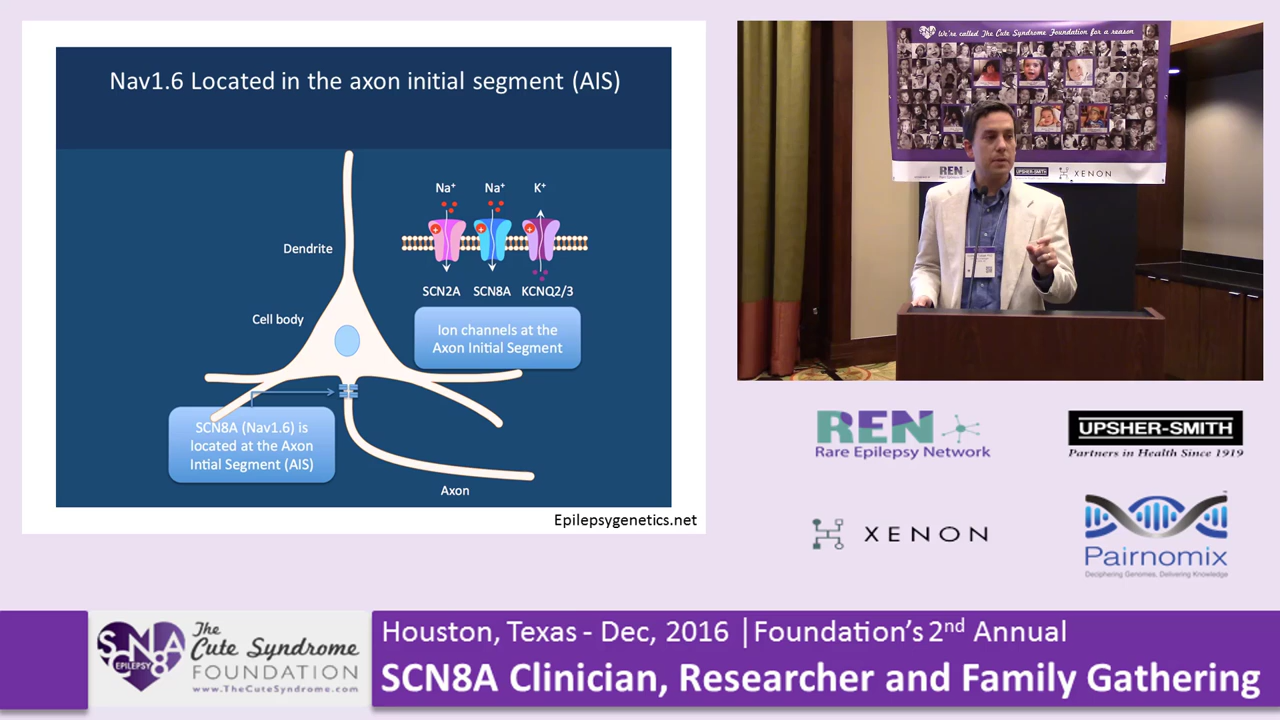 Nav1.6 Located in the axon initial segment (AIS)
Na⁺ Na⁺ K⁺
Dendrite
SCN2A SCN8A KCNQ2/3
Cell body
Ion channels at the
Axon Initial Segment
SCN8A (Nav1.6) is
located at the Axon
Intial Segment (AIS)
Axon
Epilepsygenetics.net
We're called The Cute Syndrome Foundation for a reason
REN
UPSHER-SMITH
XENON
REN
Rare Epilepsy Network
UPSHER-SMITH
Partners in Health Since 1919
XENON
Pairnomix
Deciphering Genomes, Delivering Knowledge
SCN8A
EPILEPSY
The
Cute Syndrome
FOUNDATION
www.TheCuteSyndrome.com
Houston, Texas - Dec, 2016 |Foundation's 2nd Annual
SCN8A Clinician, Researcher and Family Gathering